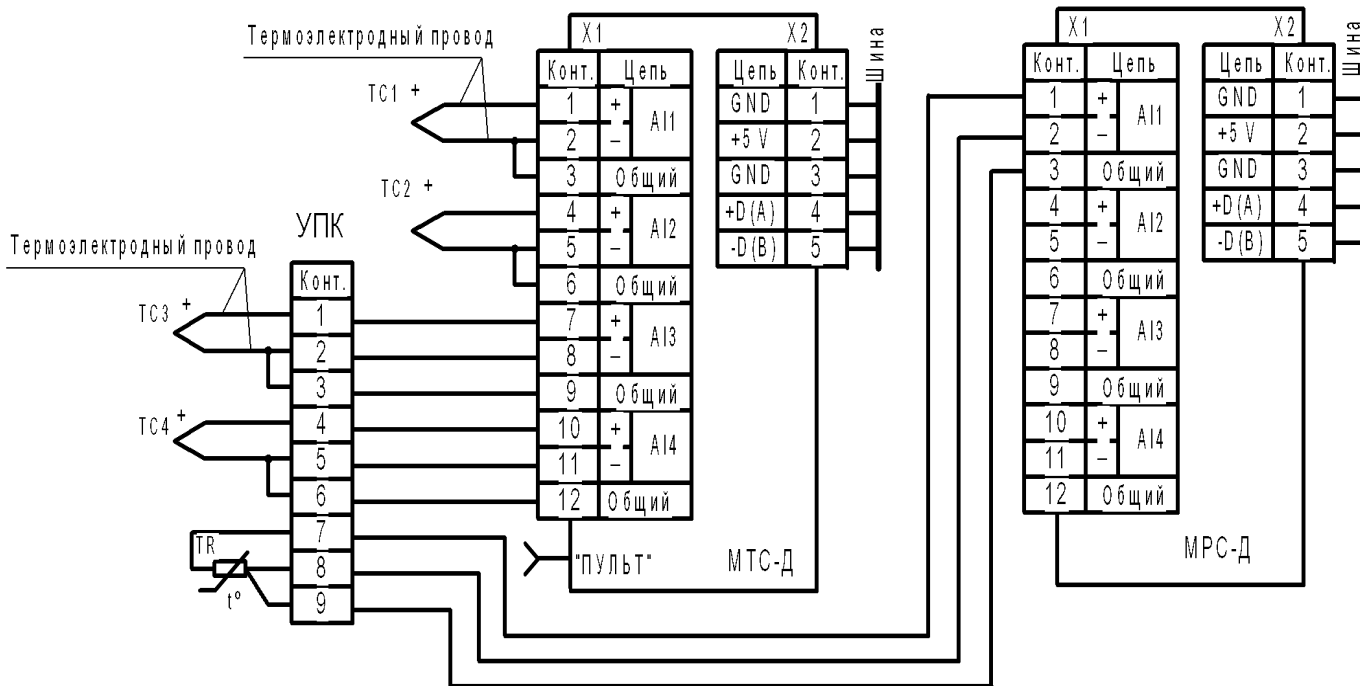 Термоэлектродный провод
ТС1 +
ТС2 +
X1 X2
Конт. Цепь
1 + AI1
2 –
3 Общий
4 + AI2
5 –
6 Общий
7 + AI3
8 –
9 Общий
10 + AI4
11 –
12 Общий
Цепь Конт.
GND 1
+5 V 2
GND 3
+D(A) 4
-D(B) 5
Шина
"ПУЛЬТ"
МТС-Д
Термоэлектродный провод
ТС3 +
ТС4 +
TR
t°
УПК
Конт.
1
2
3
4
5
6
7
8
9
X1 X2
Конт. Цепь
1 + AI1
2 –
3 Общий
4 + AI2
5 –
6 Общий
7 + AI3
8 –
9 Общий
10 + AI4
11 –
12 Общий
Цепь Конт.
GND 1
+5 V 2
GND 3
+D(A) 4
-D(B) 5
Шина
МРС-Д